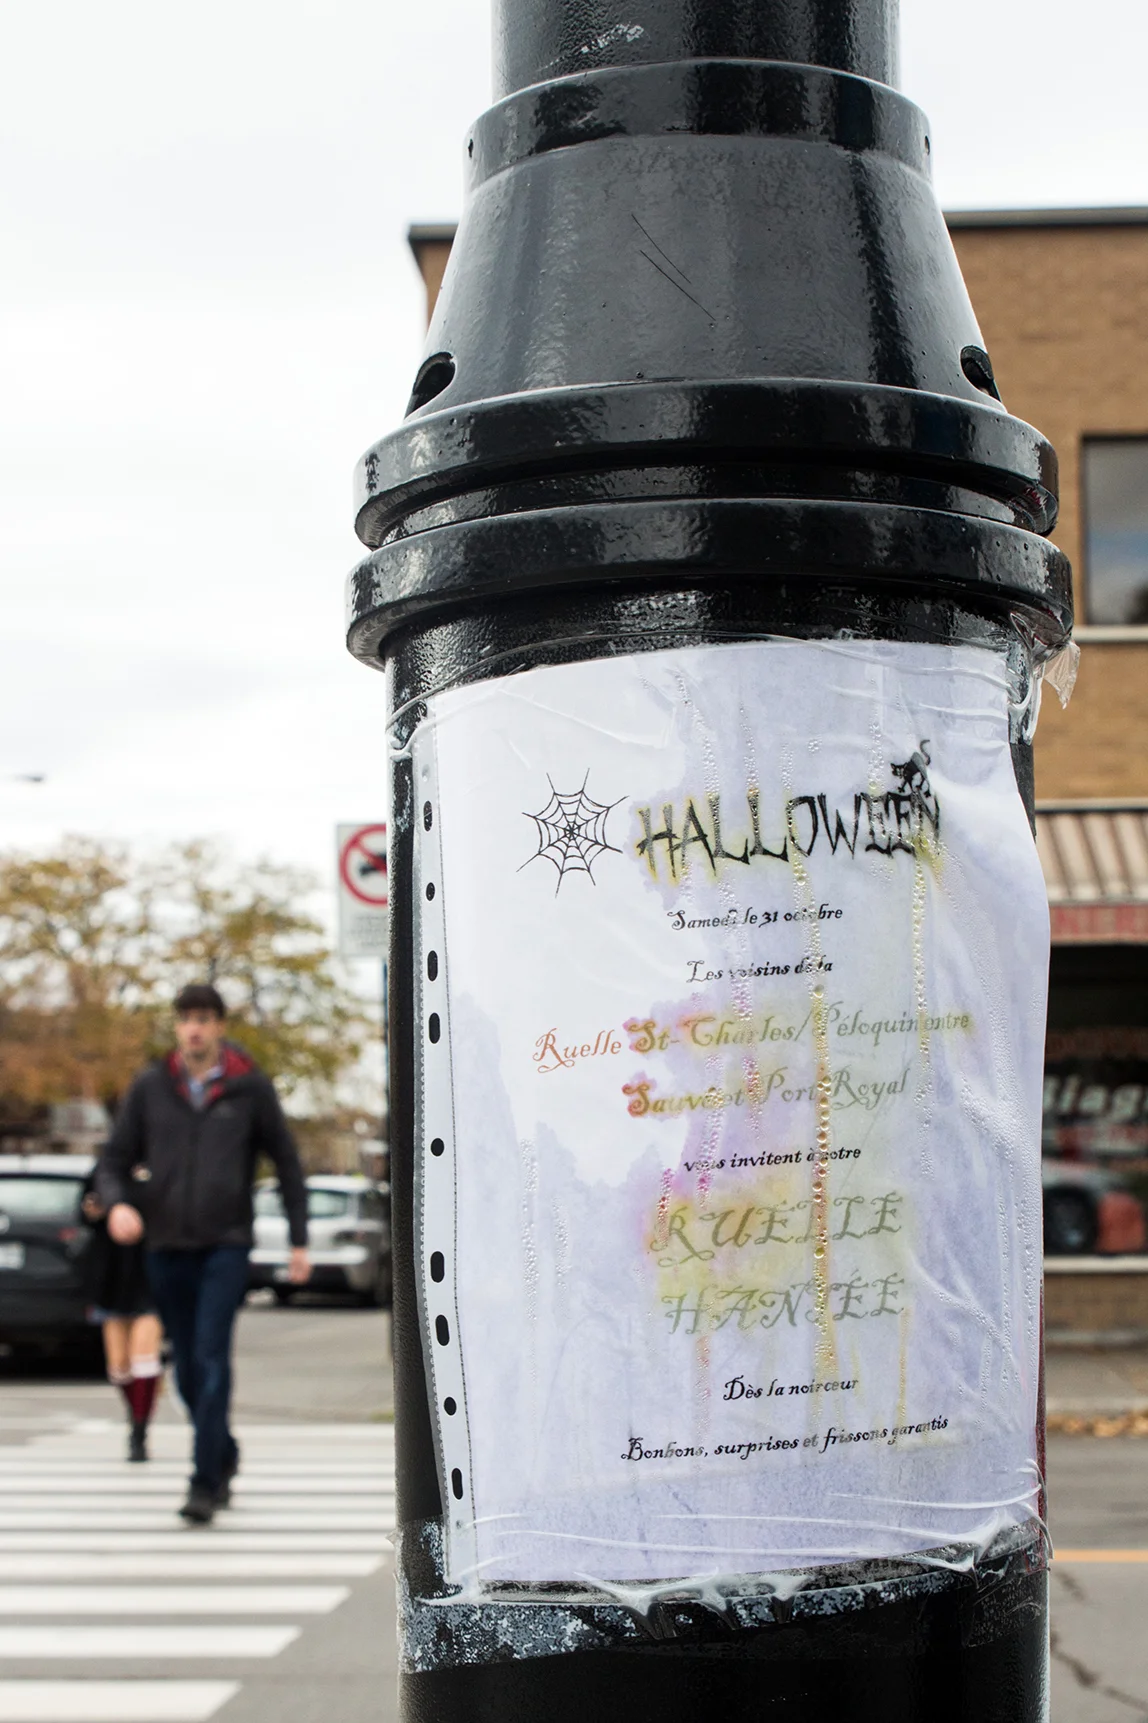 HALLOWEEN
Samedi le 31 octobre
Les voisins de la
Ruelle St-Charles/Péloquin entre
Sauvé et Port Royal
vous invitent à notre
RUELLE
HANTÉE
Dès la noirceur
Bonbons, surprises et frissons garantis